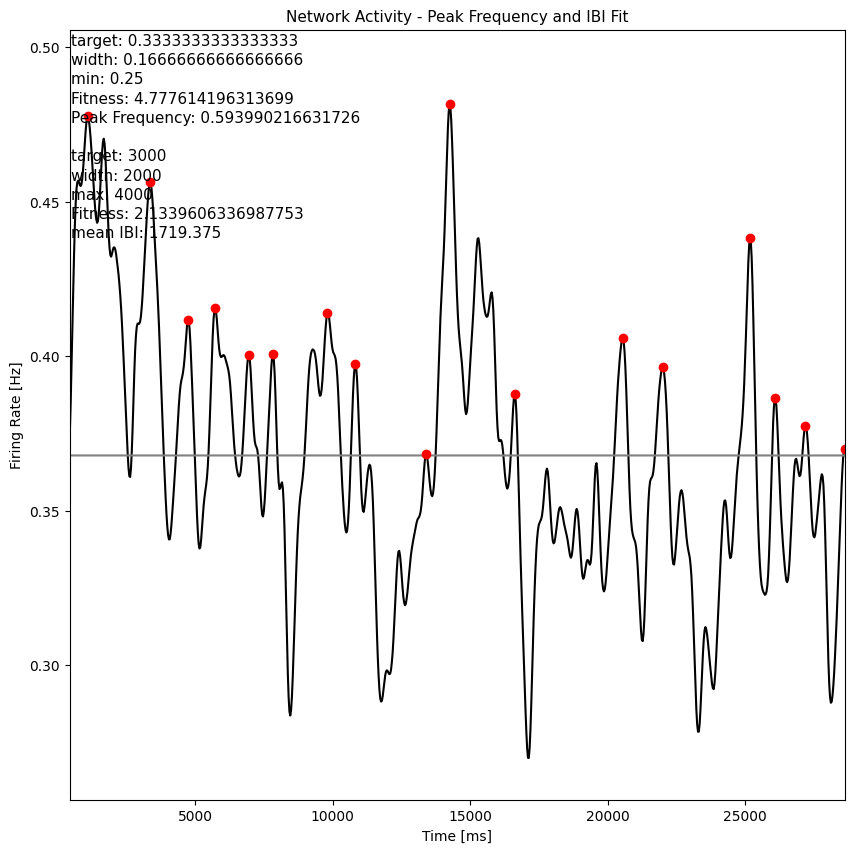 Network Activity - Peak Frequency and IBI Fit
target: 0.3333333333333333
width: 0.16666666666666666
min: 0.25
Fitness: 4.777614196313699
Peak Frequency: 0.593990216631726
target: 3000
width: 2000
max: 4000
Fitness: 2.1339606336987753
mean IBI: 1719.375
0.50
0.45
0.40
0.35
0.30
Firing Rate [Hz]
5000 10000 15000 20000 25000
Time [ms]